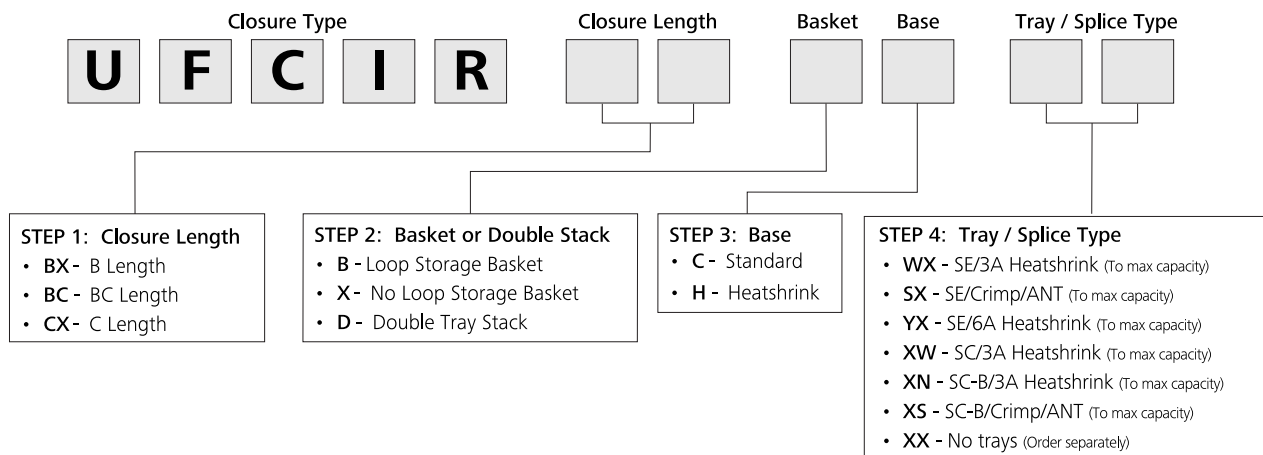 Closure Type Closure Length Basket Base Tray / Splice Type
U F C I R
STEP 1: Closure Length
• BX - B Length
• BC - BC Length
• CX - C Length
STEP 2: Basket or Double Stack
• B - Loop Storage Basket
• X - No Loop Storage Basket
• D - Double Tray Stack
STEP 3: Base
• C - Standard
• H - Heatshrink
STEP 4: Tray / Splice Type
• WX - SE/3A Heatshrink (To max capacity)
• SX - SE/Crimp/ANT (To max capacity)
• YX - SE/6A Heatshrink (To max capacity)
• XW - SC/3A Heatshrink (To max capacity)
• XN - SC-B/3A Heatshrink (To max capacity)
• XS - SC-B/Crimp/ANT (To max capacity)
• XX - No trays (Order separately)